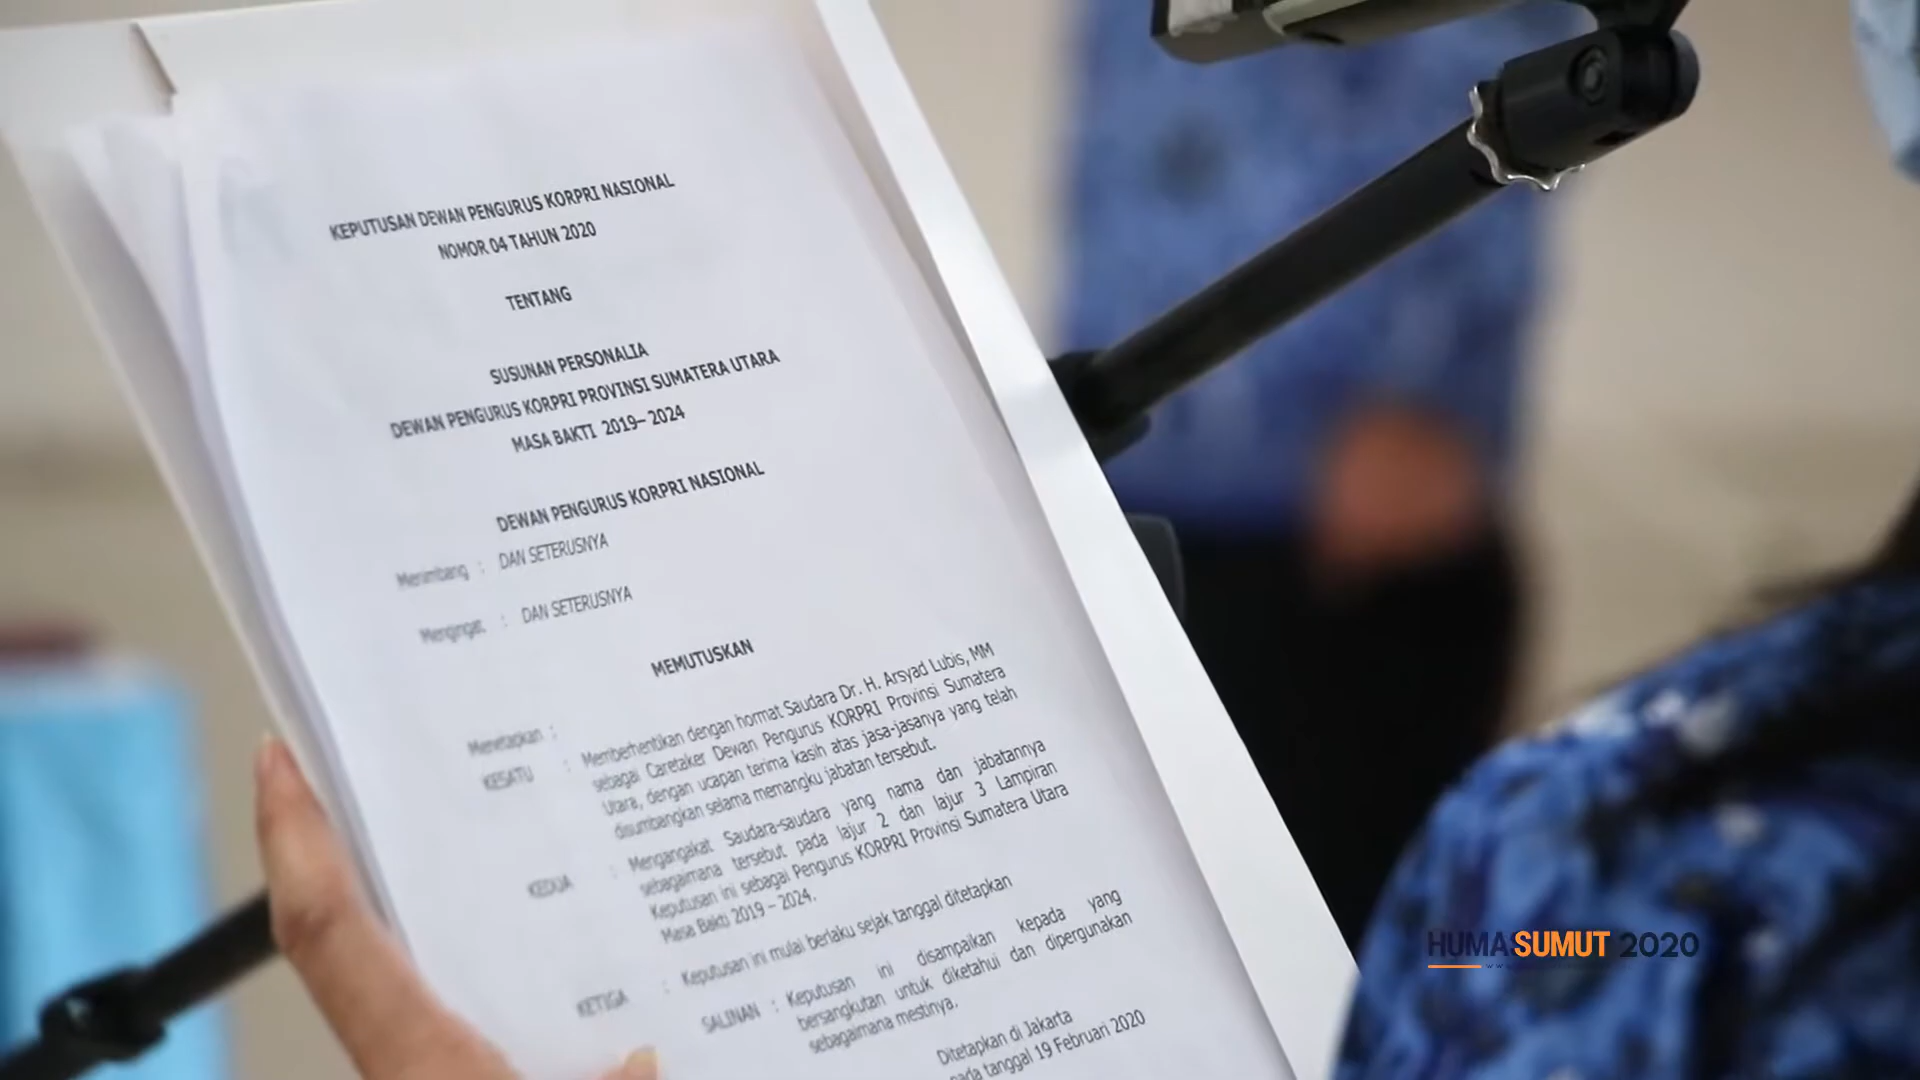 KEPUTUSAN DEWAN PENGURUS KORPRI NASIONAL
NOMOR 04 TAHUN 2020
TENTANG
SUSUNAN PERSONALIA
DEWAN PENGURUS KORPRI PROVINSI SUMATERA UTARA
MASA BAKTI 2019– 2024
DEWAN PENGURUS KORPRI NASIONAL
Menimbang : DAN SETERUSNYA
Mengingat : DAN SETERUSNYA
MEMUTUSKAN
Menetapkan :
KESATU : Memberhentikan dengan hormat Saudara Dr. H. Arsyad Lubis, MM
sebagai Caretaker Dewan Pengurus KORPRI Provinsi Sumatera
Utara, dengan ucapan terima kasih atas jasa-jasanya yang telah
disumbangkan selama memangku jabatan tersebut.
KEDUA : Mengangakat Saudara-saudara yang nama dan jabatannya
sebagaimana tersebut pada lajur 2 dan lajur 3 Lampiran
Keputusan ini sebagai Pengurus KORPRI Provinsi Sumatera Utara
Masa Bakti 2019 – 2024.
KETIGA : Keputusan ini mulai berlaku sejak tanggal ditetapkan
SALINAN : Keputusan ini disampaikan kepada yang
bersangkutan untuk diketahui dan dipergunakan
sebagaimana mestinya.
Ditetapkan di Jakarta
pada tanggal 19 Februari 2020
HUMASUMUT 2020